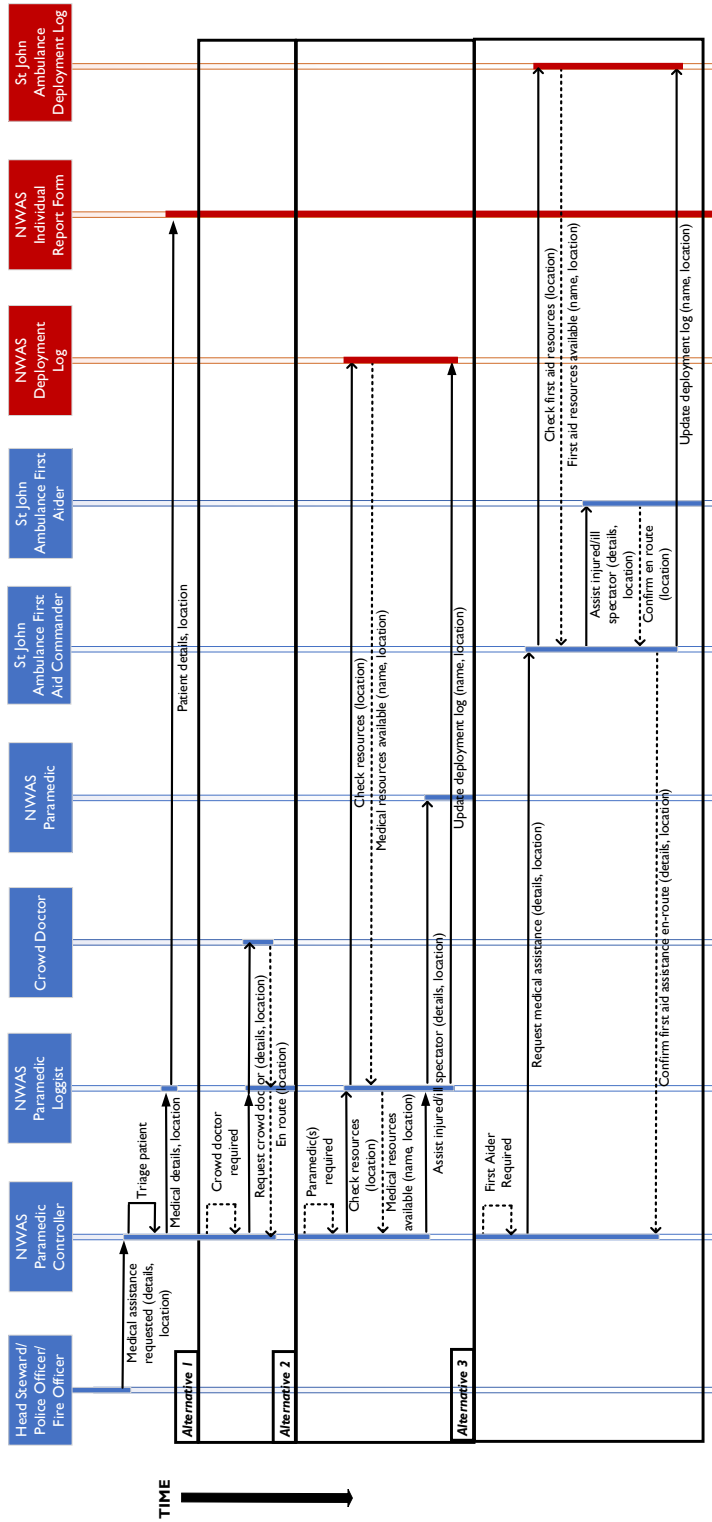 Head Steward/
Police Officer/
Fire Officer
NWAS
Paramedic
Controller
NWAS
Paramedic
Loggist
Crowd Doctor
NWAS
Paramedic
St John
Ambulance First
Aid Commander
St John
Ambulance First
Aider
NWAS
Deployment
Log
NWAS
Individual
Report Form
St John
Ambulance
Deployment Log
TIME
Medical assistance
requested (details,
location)
Triage patient
Medical details, location
Patient details, location
Alternative 1
Crowd doctor
required
Request crowd doctor (details, location)
En route (location)
Alternative 2
Paramedic(s)
required
Check resources
(location)
Check resources (location)
Medical resources available (name, location)
Medical resources
available (name, location)
Assist injured/ill spectator (details, location)
Update deployment log (name, location)
Alternative 3
First Aider
Required
Request medical assistance (details, location)
Check first aid resources (location)
First aid resources available (name, location)
Assist injured/ill
spectator (details,
location)
Confirm en route
(location)
Confirm first aid assistance en-route (details, location)
Update deployment log (name, location)